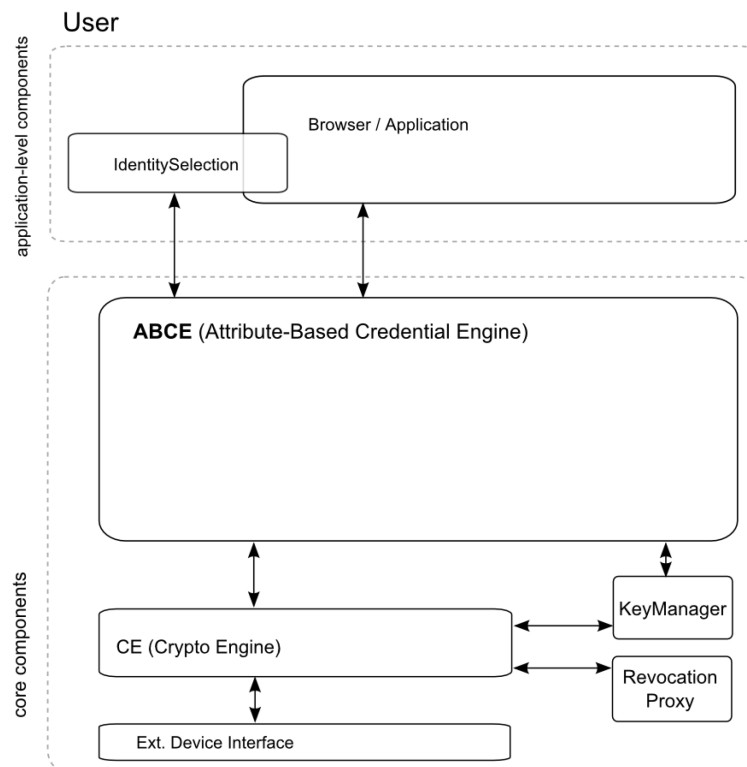 User
application-level components
Browser / Application
IdentitySelection
ABCE (Attribute-Based Credential Engine)
core components
KeyManager
CE (Crypto Engine)
Revocation
Proxy
Ext. Device Interface